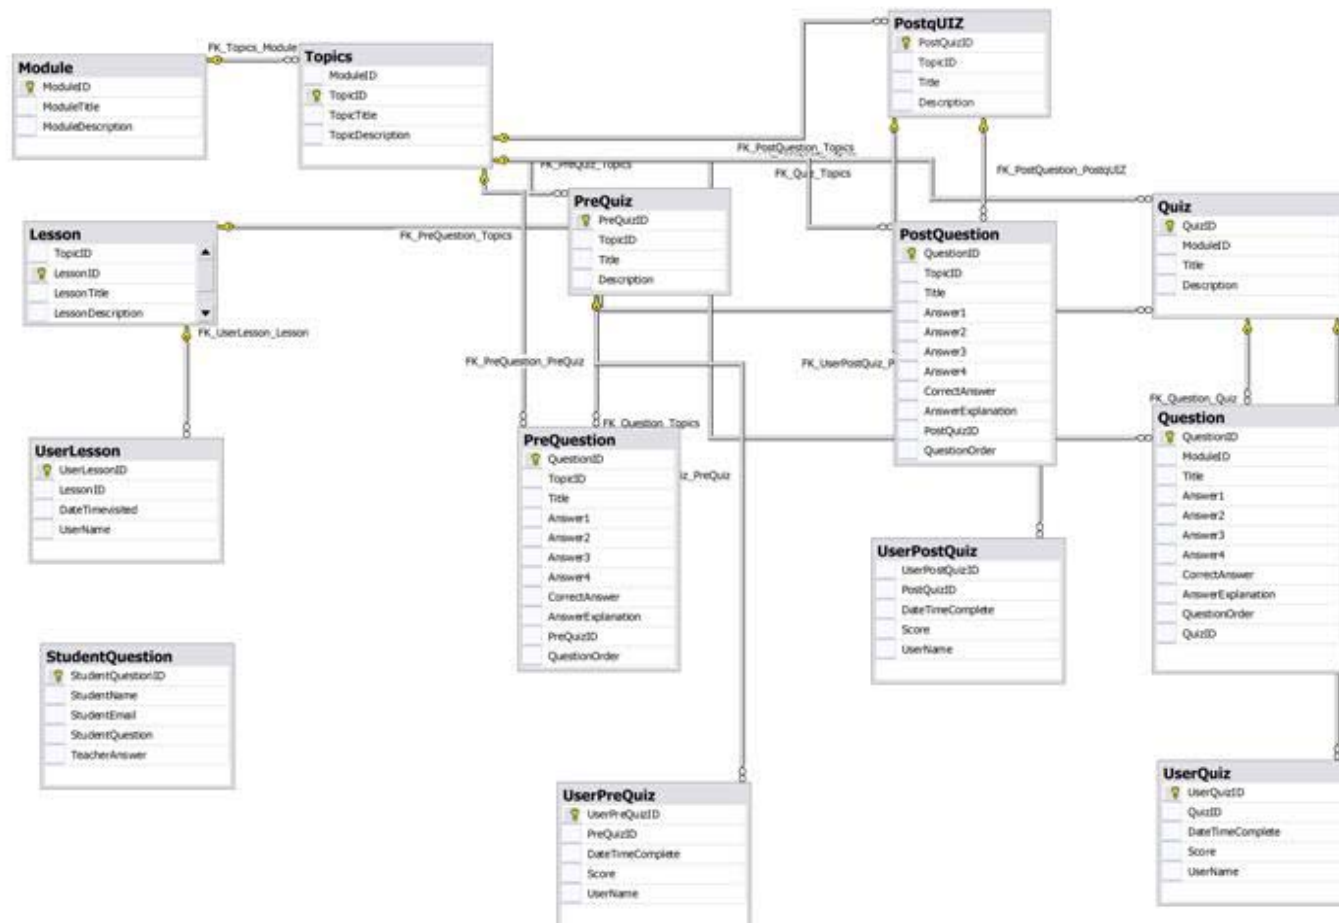 Module
ModuleID
ModuleTitle
ModuleDescription
FK_Topics_Module
Topics
ModuleID
TopicID
TopicTitle
TopicDescription
PostqUIZ
PostQuizID
TopicID
Title
Description
FK_PostQuestion_Topics
FK_PreQuiz_Topics
FK_Quiz_Topics
FK_PostQuestion_PostqUIZ
Lesson
TopicID
LessonID
LessonTitle
LessonDescription
FK_PreQuestion_Topics
PreQuiz
PreQuizID
TopicID
Title
Description
PostQuestion
QuestionID
TopicID
Title
Answer1
Answer2
Answer3
Answer4
CorrectAnswer
AnswerExplanation
PostQuizID
QuestionOrder
Quiz
QuizID
ModuleID
Title
Description
FK_UserLesson_Lesson
FK_PreQuestion_PreQuiz
FK_UserPostQuiz_P
FK_Question_Quiz
FK_Question_Topics
UserLesson
UserLessonID
LessonID
DateTimevisited
UserName
PreQuestion
QuestionID
TopicID
Title
Answer1
Answer2
Answer3
Answer4
CorrectAnswer
AnswerExplanation
PreQuizID
QuestionOrder
iz_PreQuiz
Question
QuestionID
ModuleID
Title
Answer1
Answer2
Answer3
Answer4
CorrectAnswer
AnswerExplanation
QuestionOrder
QuizID
UserPostQuiz
UserPostQuizID
PostQuizID
DateTimeComplete
Score
UserName
StudentQuestion
StudentQuestionID
StudentName
StudentEmail
StudentQuestion
TeacherAnswer
UserPreQuiz
UserPreQuizID
PreQuizID
DateTimeComplete
Score
UserName
UserQuiz
UserQuizID
QuizID
DateTimeComplete
Score
UserName